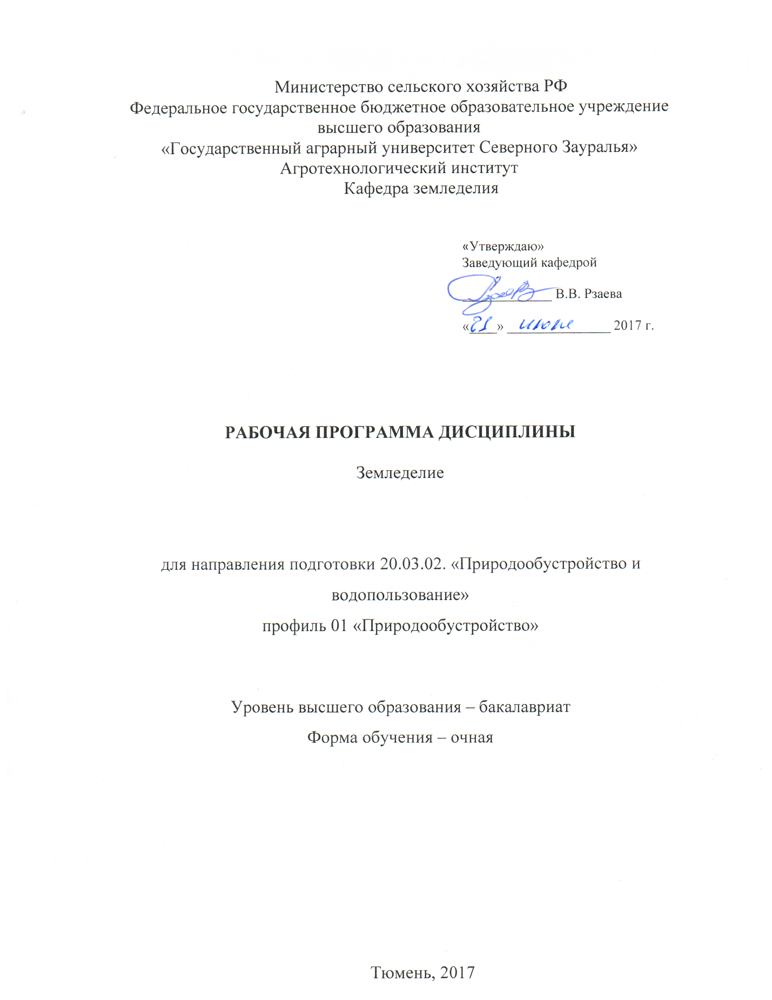 Министерство сельского хозяйства РФ
Федеральное государственное бюджетное образовательное учреждение
высшего образования
«Государственный аграрный университет Северного Зауралья»
Агротехнологический институт
Кафедра земледелия
«Утверждаю»
Заведующий кафедрой
В.В. Рзаева
«21» июня 2017 г.
РАБОЧАЯ ПРОГРАММА ДИСЦИПЛИНЫ
Земледелие
для направления подготовки 20.03.02. «Природообустройство и
водопользование»
профиль 01 «Природообустройство»
Уровень высшего образования – бакалавриат
Форма обучения – очная
Тюмень, 2017